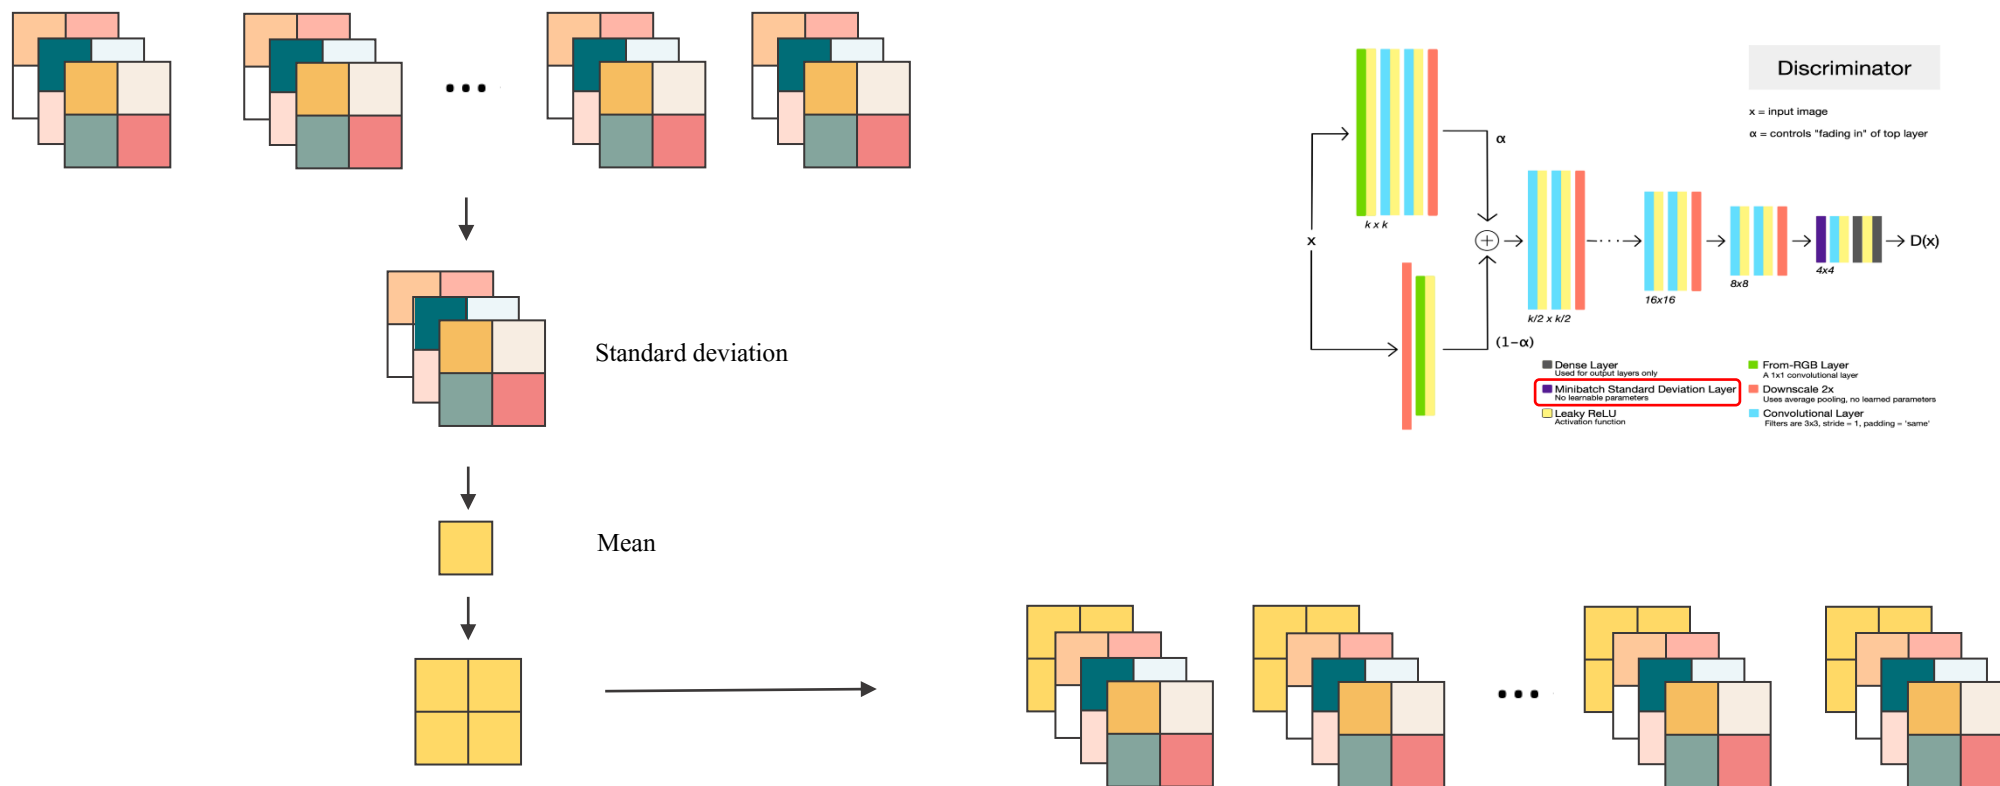 Discriminator
x = input image
α = controls "fading in" of top layer
α
k x k
x
D(x)
4x4
8x8
16x16
k/2 x k/2
(1-α)
Standard deviation
Dense Layer
Used for output layers only
Minibatch Standard Deviation Layer
No learnable parameters
Leaky ReLU
Activation function
From-RGB Layer
A 1x1 convolutional layer
Downscale 2x
Uses average pooling, no learned parameters
Convolutional Layer
Filters are 3x3, stride = 1, padding = 'same'
Mean